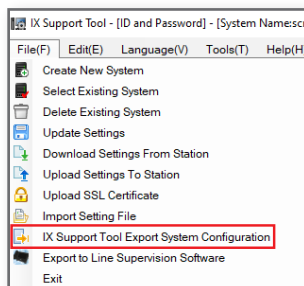 IX Support Tool - [ID and Password] - [System Name:scr
File(F) Edit(E) Language(V) Tools(T) Help(H
Create New System
Select Existing System
Delete Existing System
Update Settings
Download Settings From Station
Upload Settings To Station
Upload SSL Certificate
Import Setting File
IX Support Tool Export System Configuration
Export to Line Supervision Software
Exit